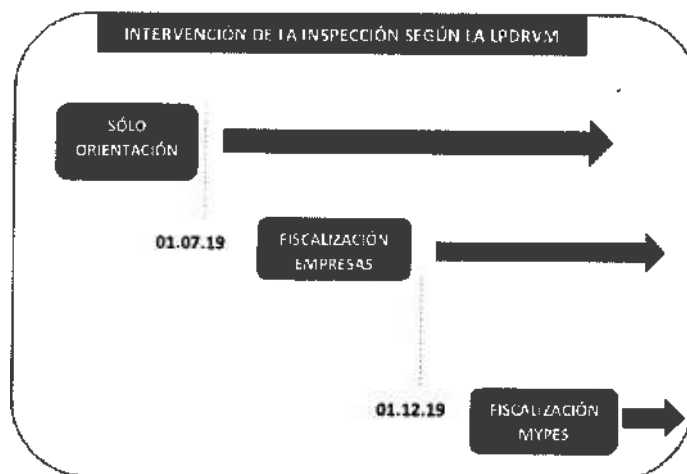 INTERVENCIÓN DE LA INSPECCIÓN SEGÚN LA LPDRVM
SÓLO
ORIENTACIÓN
01.07.19
FISCALIZACIÓN
EMPRESAS
01.12.19
FISCALIZACIÓN
MYPES